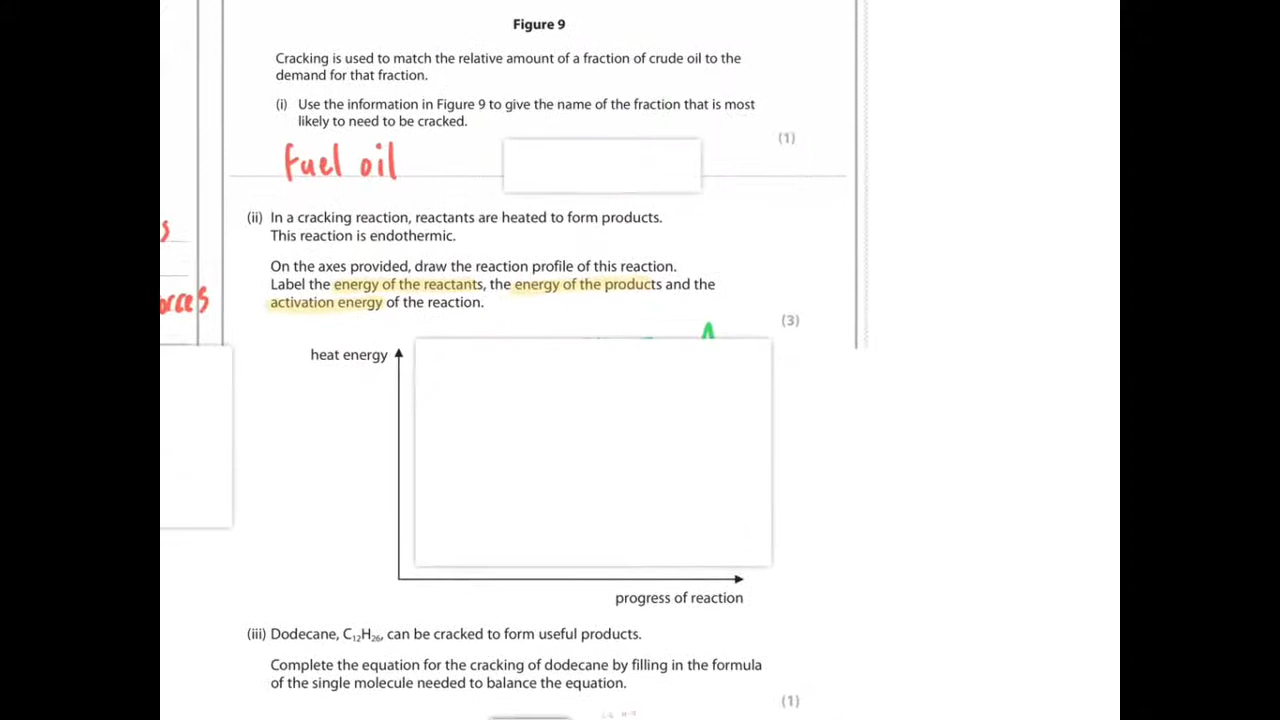 Figure 9
Cracking is used to match the relative amount of a fraction of crude oil to the
demand for that fraction.
(i) Use the information in Figure 9 to give the name of the fraction that is most
likely to need to be cracked.
(1)
fuel oil
(ii) In a cracking reaction, reactants are heated to form products.
This reaction is endothermic.
On the axes provided, draw the reaction profile of this reaction.
Label the energy of the reactants, the energy of the products and the
activation energy of the reaction.
(3)
heat energy
progress of reaction
(iii) Dodecane, C₁₂H₂₆, can be cracked to form useful products.
Complete the equation for the cracking of dodecane by filling in the formula
of the single molecule needed to balance the equation.
(1)